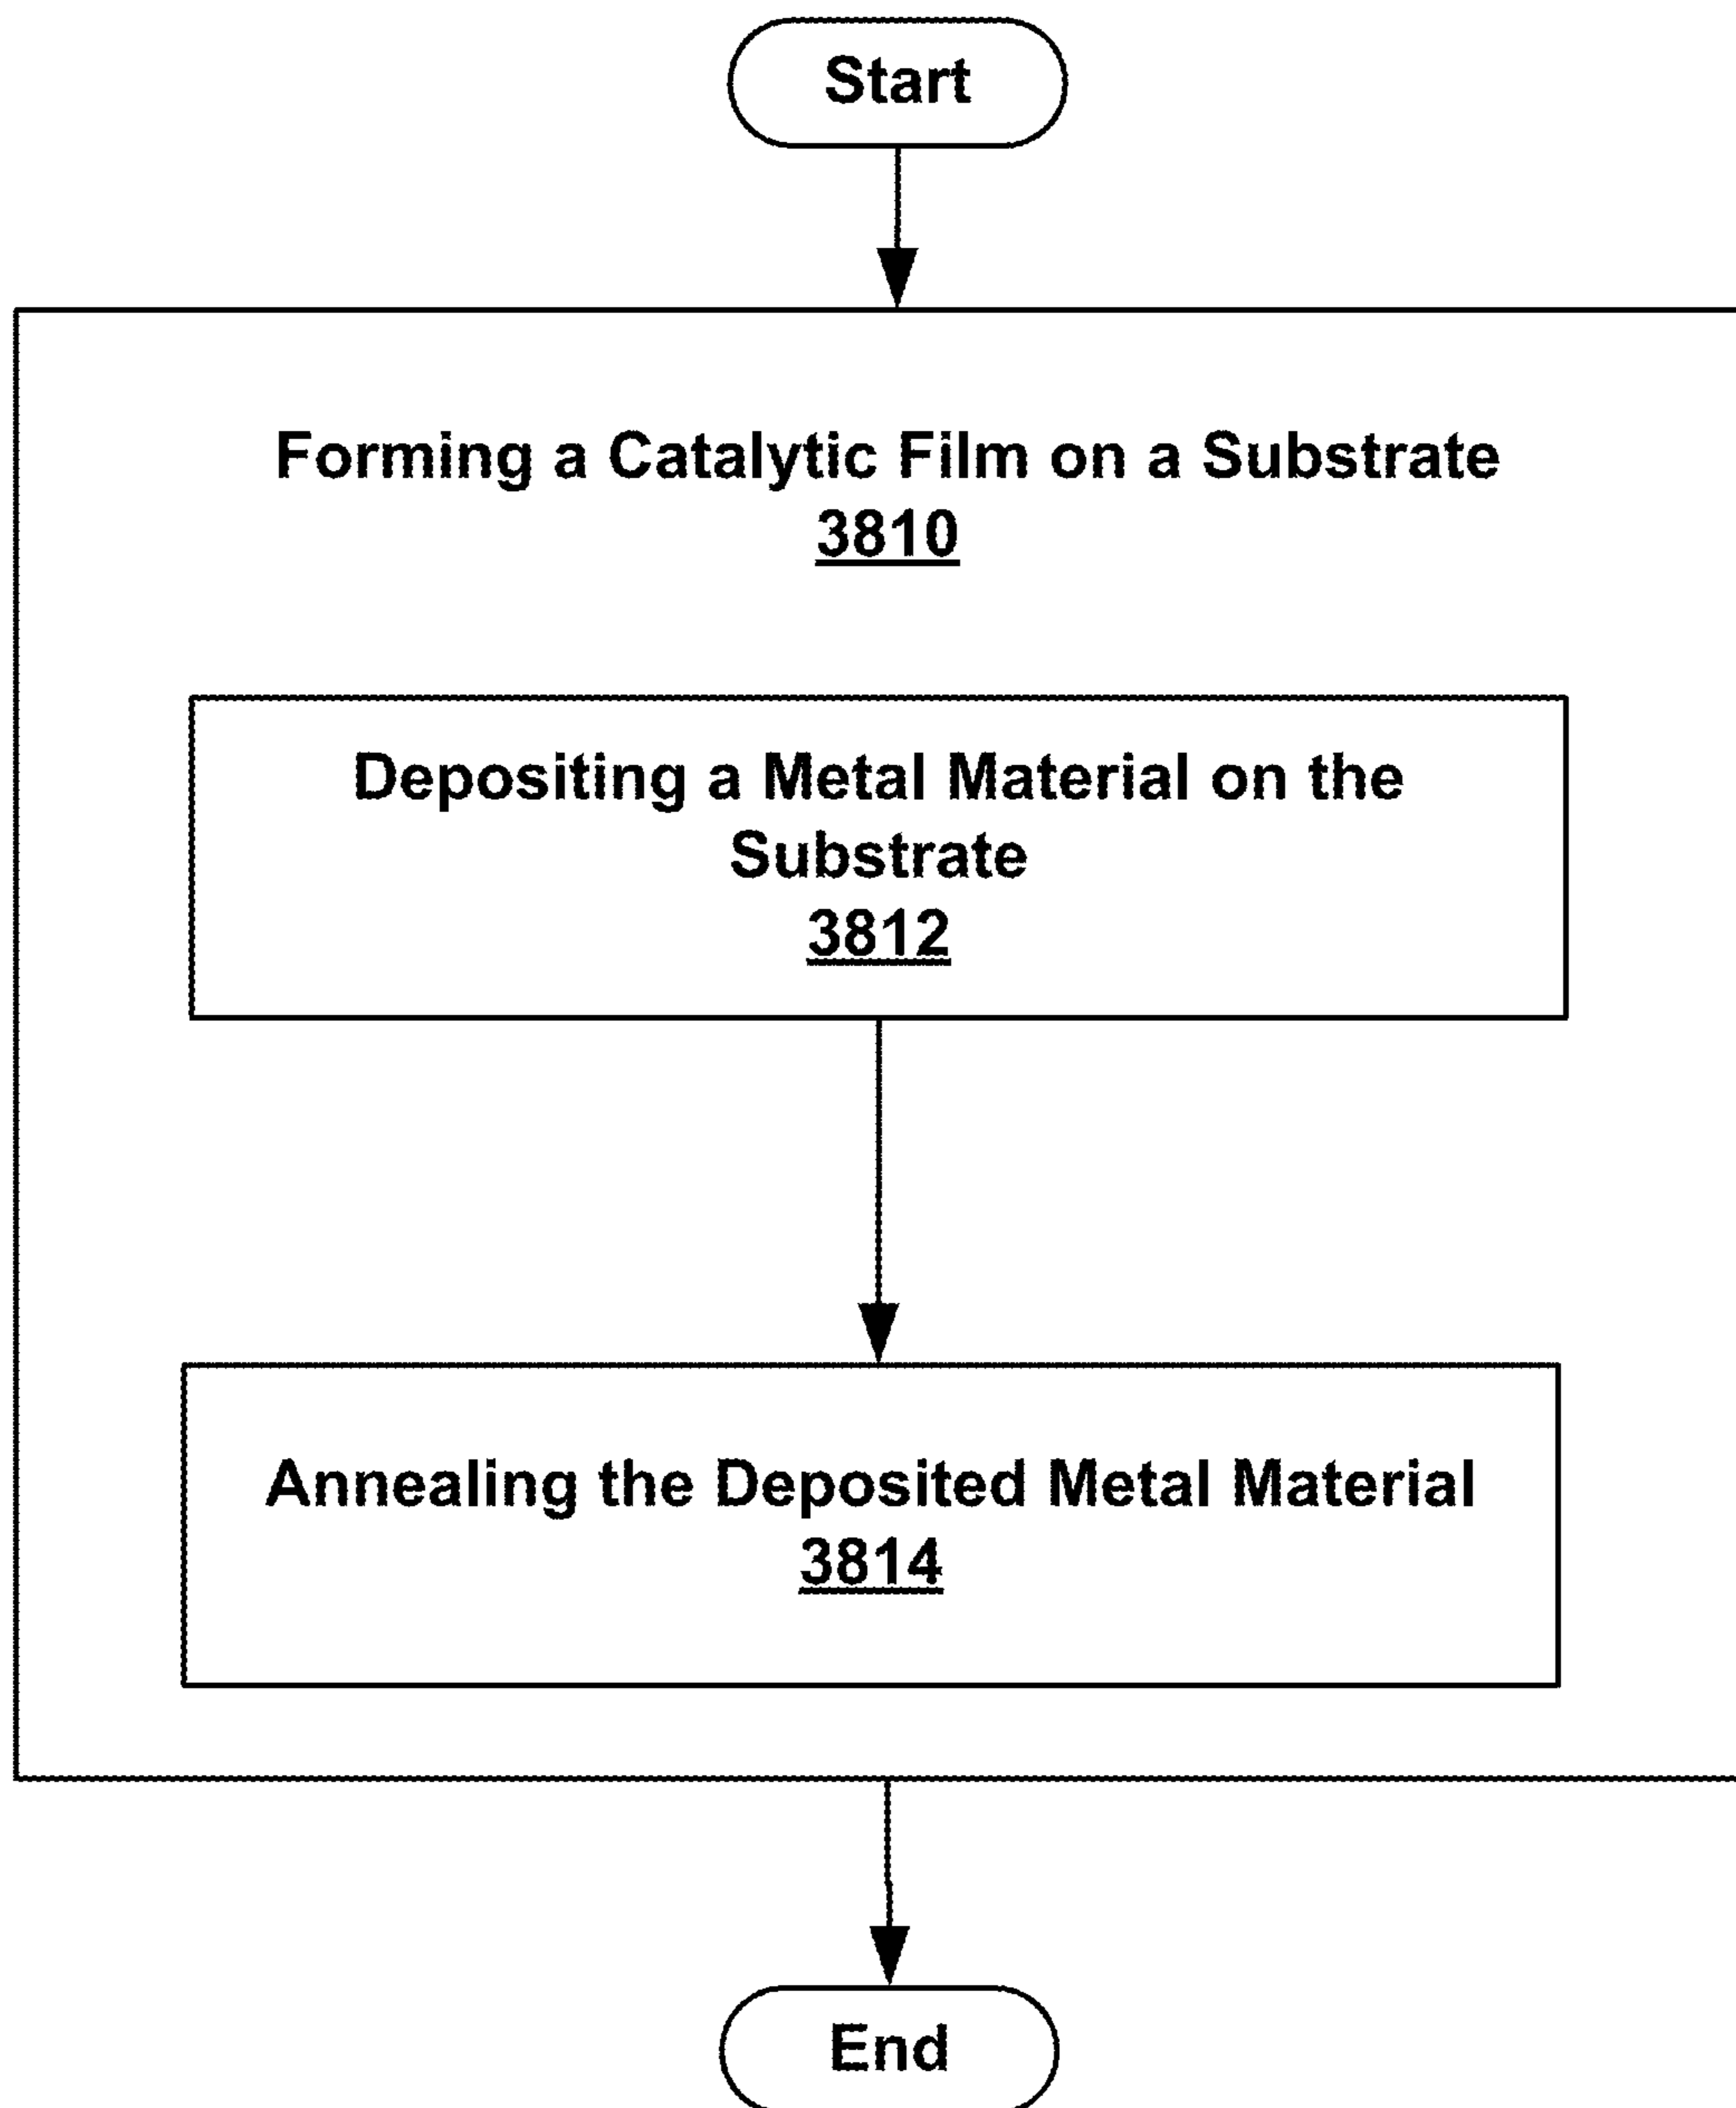 Start
Forming a Catalytic Film on a Substrate
3810
Depositing a Metal Material on the
Substrate
3812
Annealing the Deposited Metal Material
3814
End